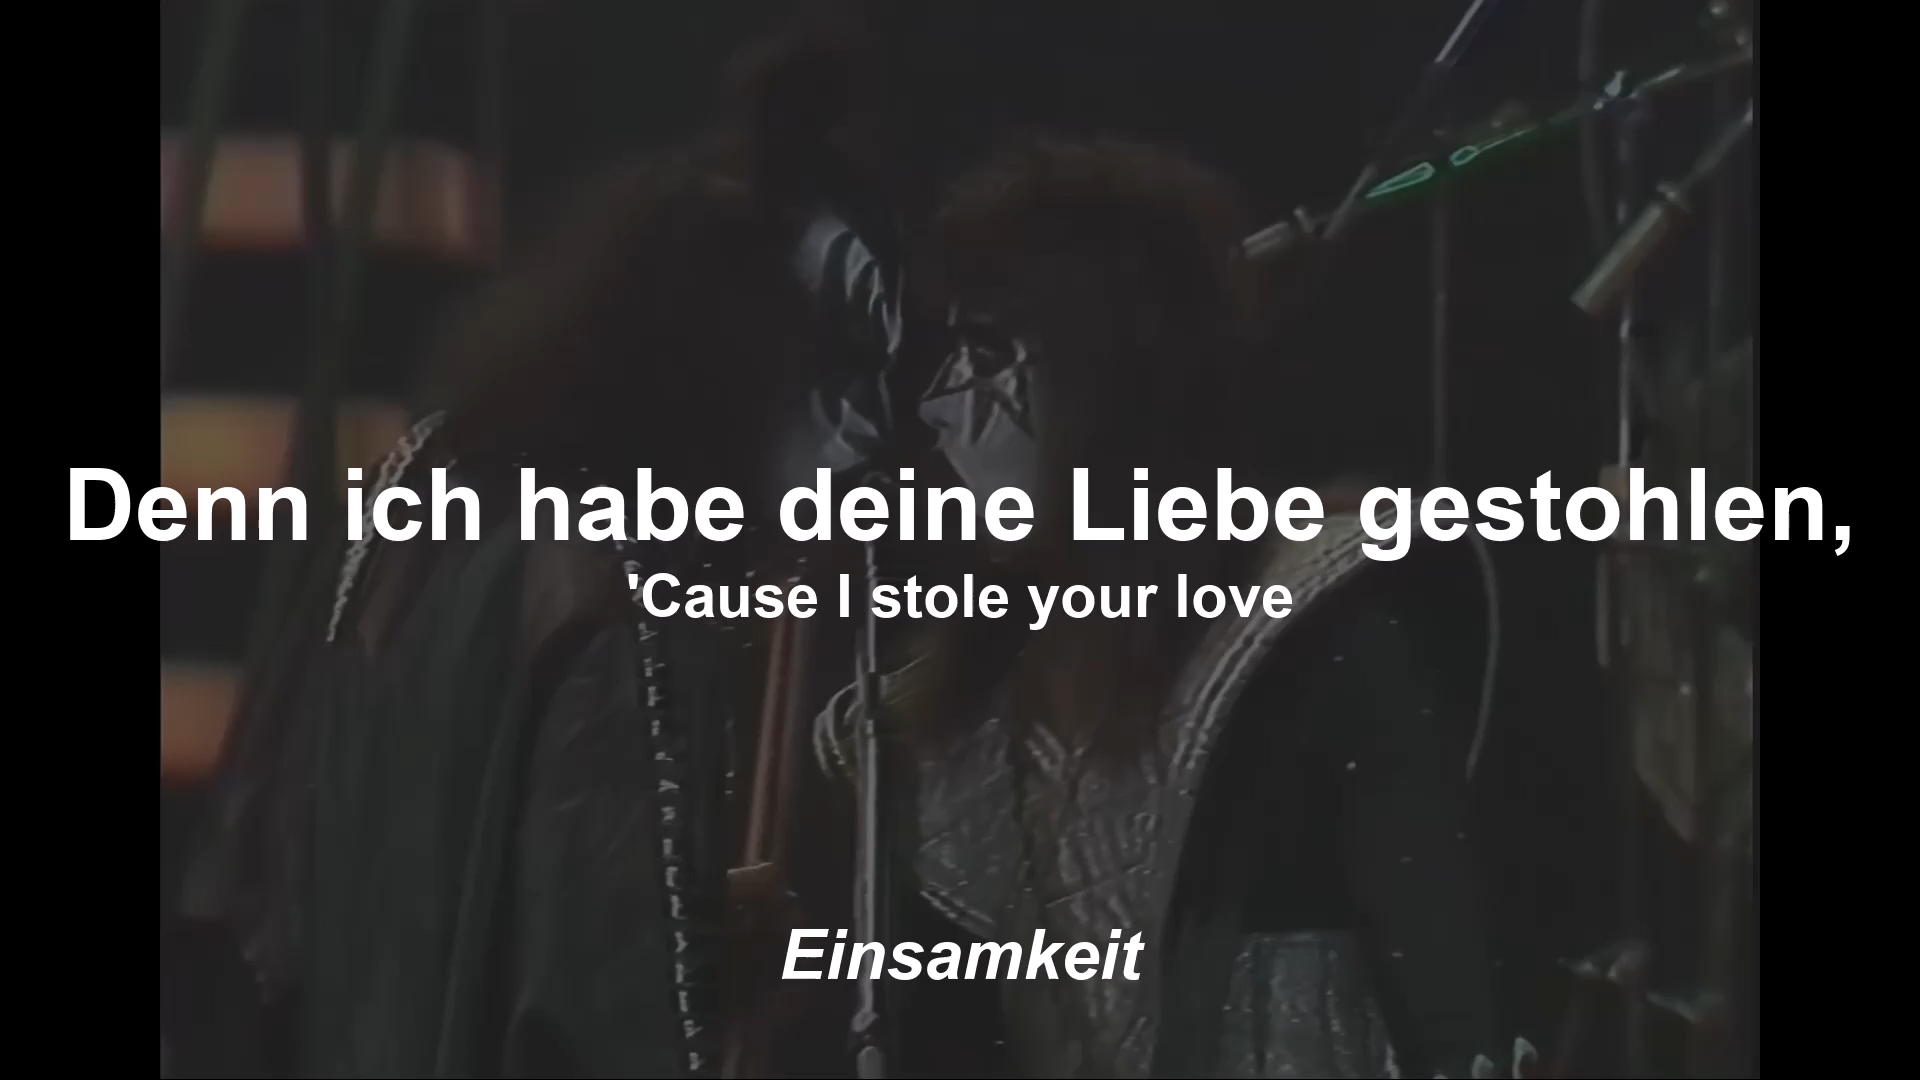 Denn ich habe deine Liebe gestohlen,
'Cause I stole your love
Einsamkeit